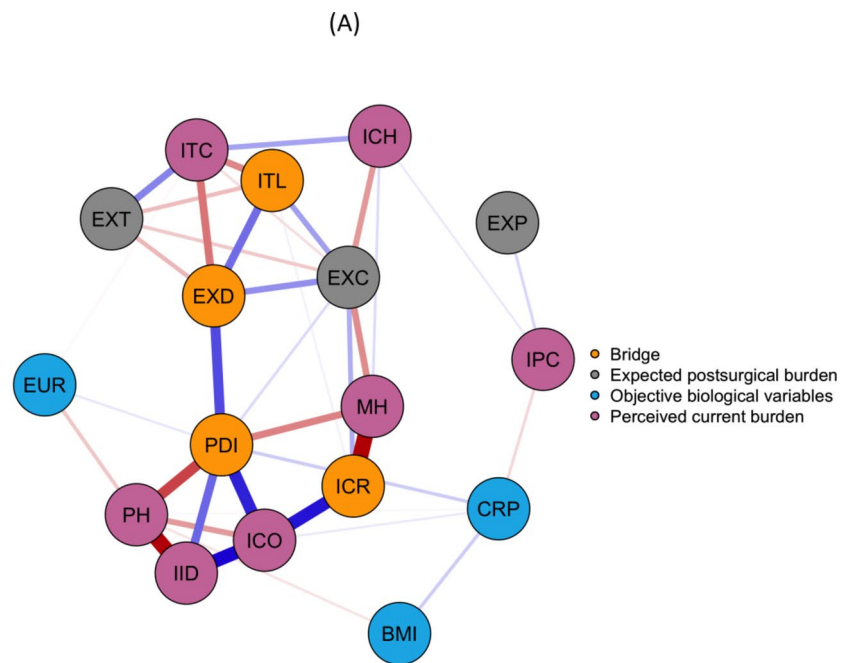 (A)
ITC
ICH
ITL
EXT
EXP
EXC
EXD
IPC
EUR
MH
PDI
ICR
PH
CRP
ICO
IID
BMI
Bridge
Expected postsurgical burden
Objective biological variables
Perceived current burden